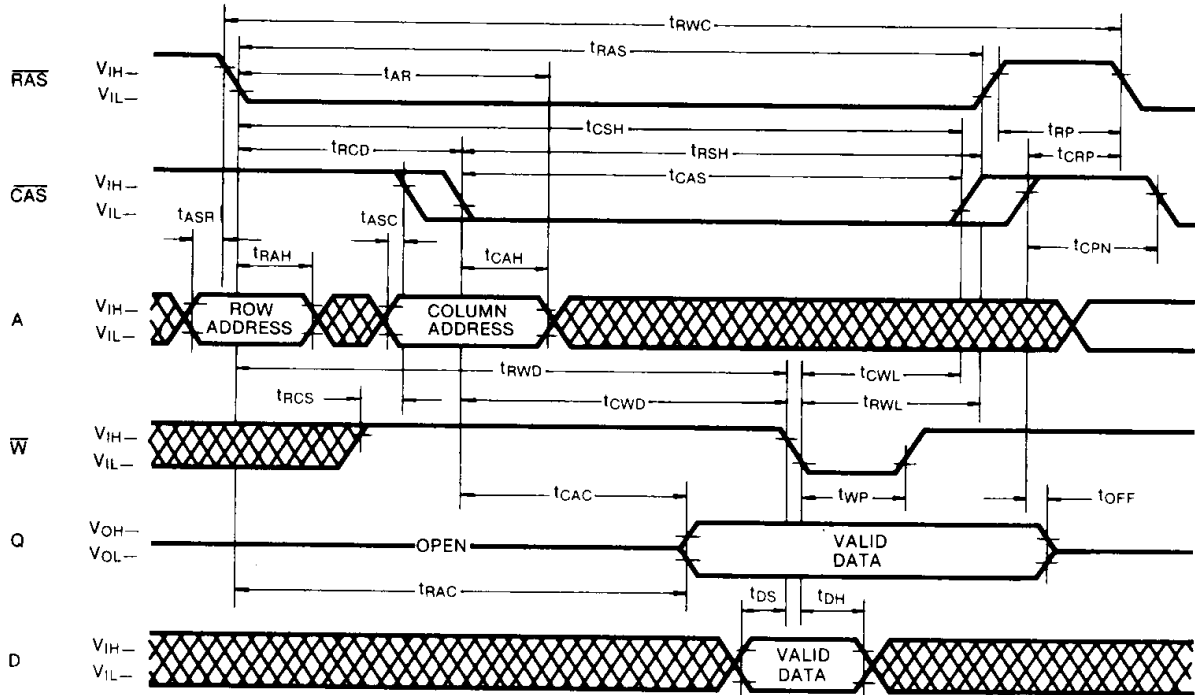 tRWC
tRAS
RAS
VIH
VIL
tAR
tCSH
tRP
tRCD
tRSH
tCRP
CAS
VIH
VIL
tCAS
tASR
tASC
tRAH
tCAH
tCPN
A
VIH
VIL
ROW
ADDRESS
COLUMN
ADDRESS
tRWD
tCWL
tRCS
tCWD
tRWL
W
VIH
VIL
tCAC
tWP
tOFF
Q
VOH
VOL
OPEN
VALID
DATA
tRAC
tDS
tDH
D
VIH
VIL
VALID
DATA